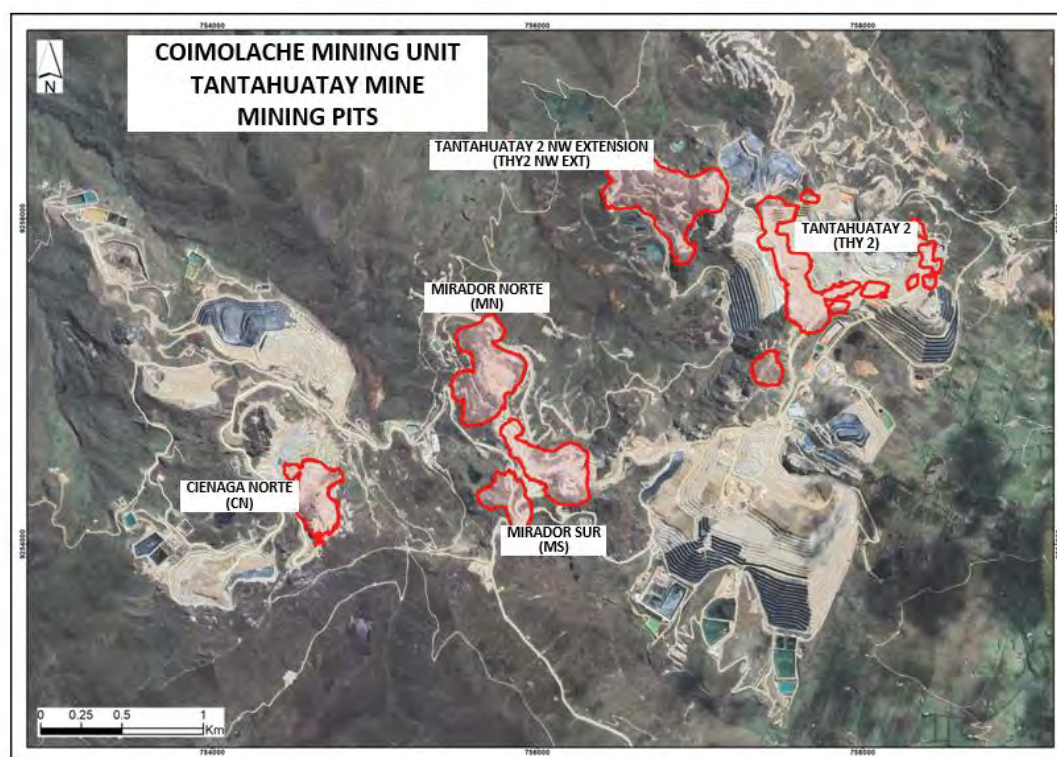 754000
756000
758000
N
COIMOLACHE MINING UNIT
TANTAHUATAY MINE
MINING PITS
TANTAHUATAY 2 NW EXTENSION
(THY2 NW EXT)
9256000
TANTAHUATAY 2
(THY 2)
MIRADOR NORTE
(MN)
CIENAGA NORTE
(CN)
MIRADOR SUR
(MS)
9254000
0 0.25 0.5 1
Km
754000
756000
758000